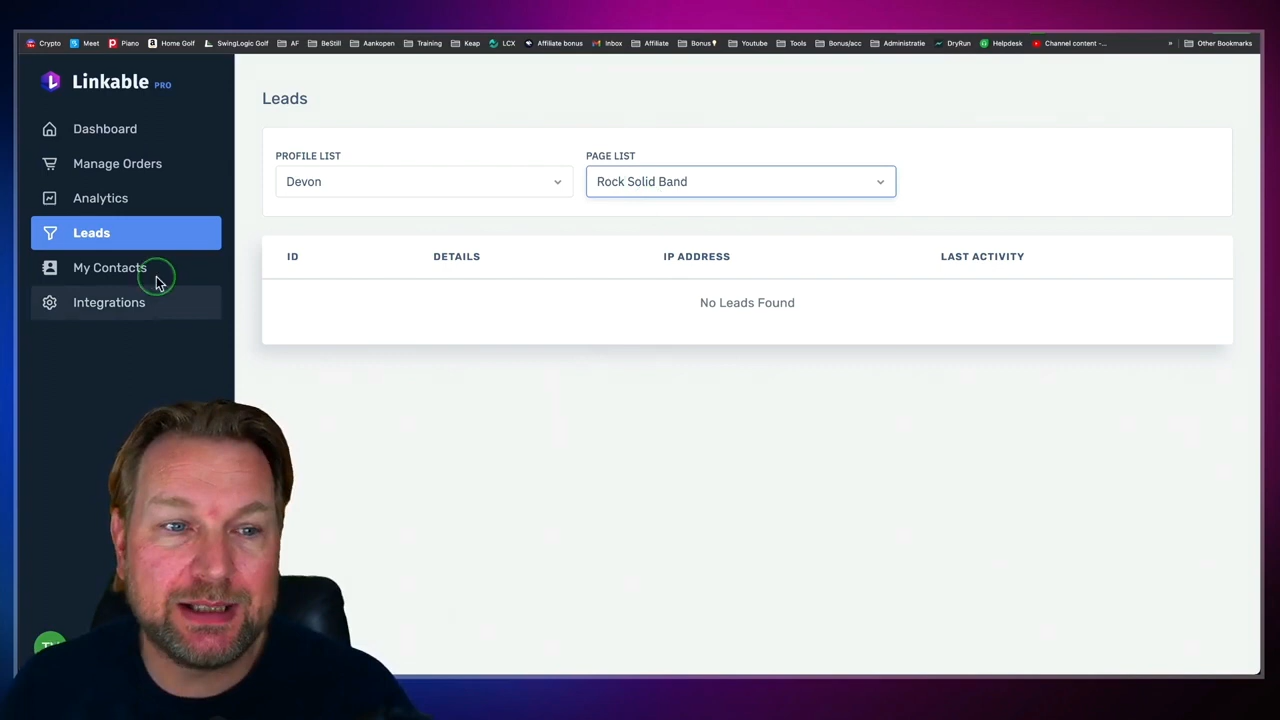 Crypto Meet Piano Home Golf SwingLogic Golf AF BeStill Aankopen Training Keap LCX Affiliate bonus Inbox Affiliate Bonus Youtube Tools Bonus/acc Administratie DryRun Helpdesk Channel content -... » Other Bookmarks
Linkable PRO
Dashboard
Manage Orders
Analytics
Leads
My Contacts
Integrations
Leads
PROFILE LIST PAGE LIST
Devon Rock Solid Band
ID DETAILS IP ADDRESS LAST ACTIVITY
No Leads Found